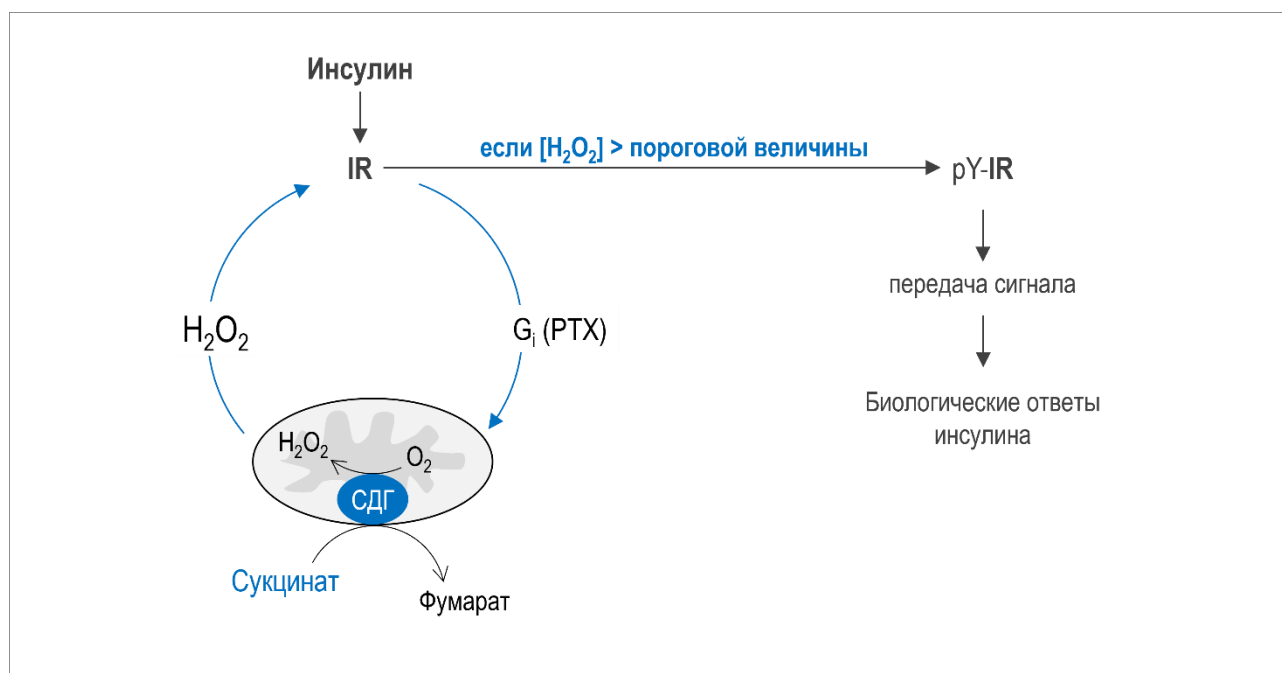 Инсулин
если [H₂O₂] > пороговой величины
IR
pY-IR
передача сигнала
H₂O₂
Gᵢ (PTX)
Биологические ответы
инсулина
H₂O₂
O₂
СДГ
Сукцинат
Фумарат